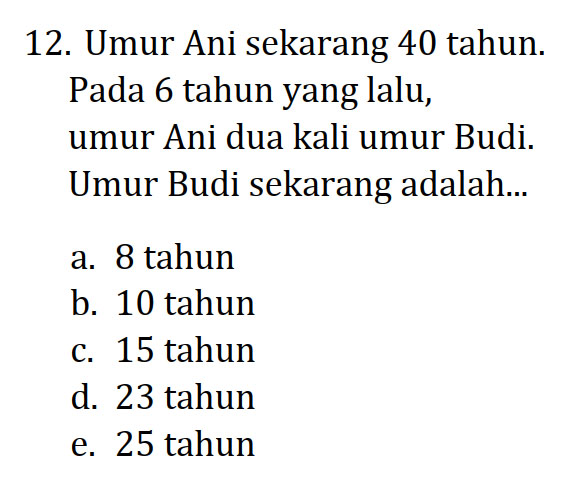 12. Umur Ani sekarang 40 tahun.
Pada 6 tahun yang lalu,
umur Ani dua kali umur Budi.
Umur Budi sekarang adalah...
a. 8 tahun
b. 10 tahun
c. 15 tahun
d. 23 tahun
e. 25 tahun